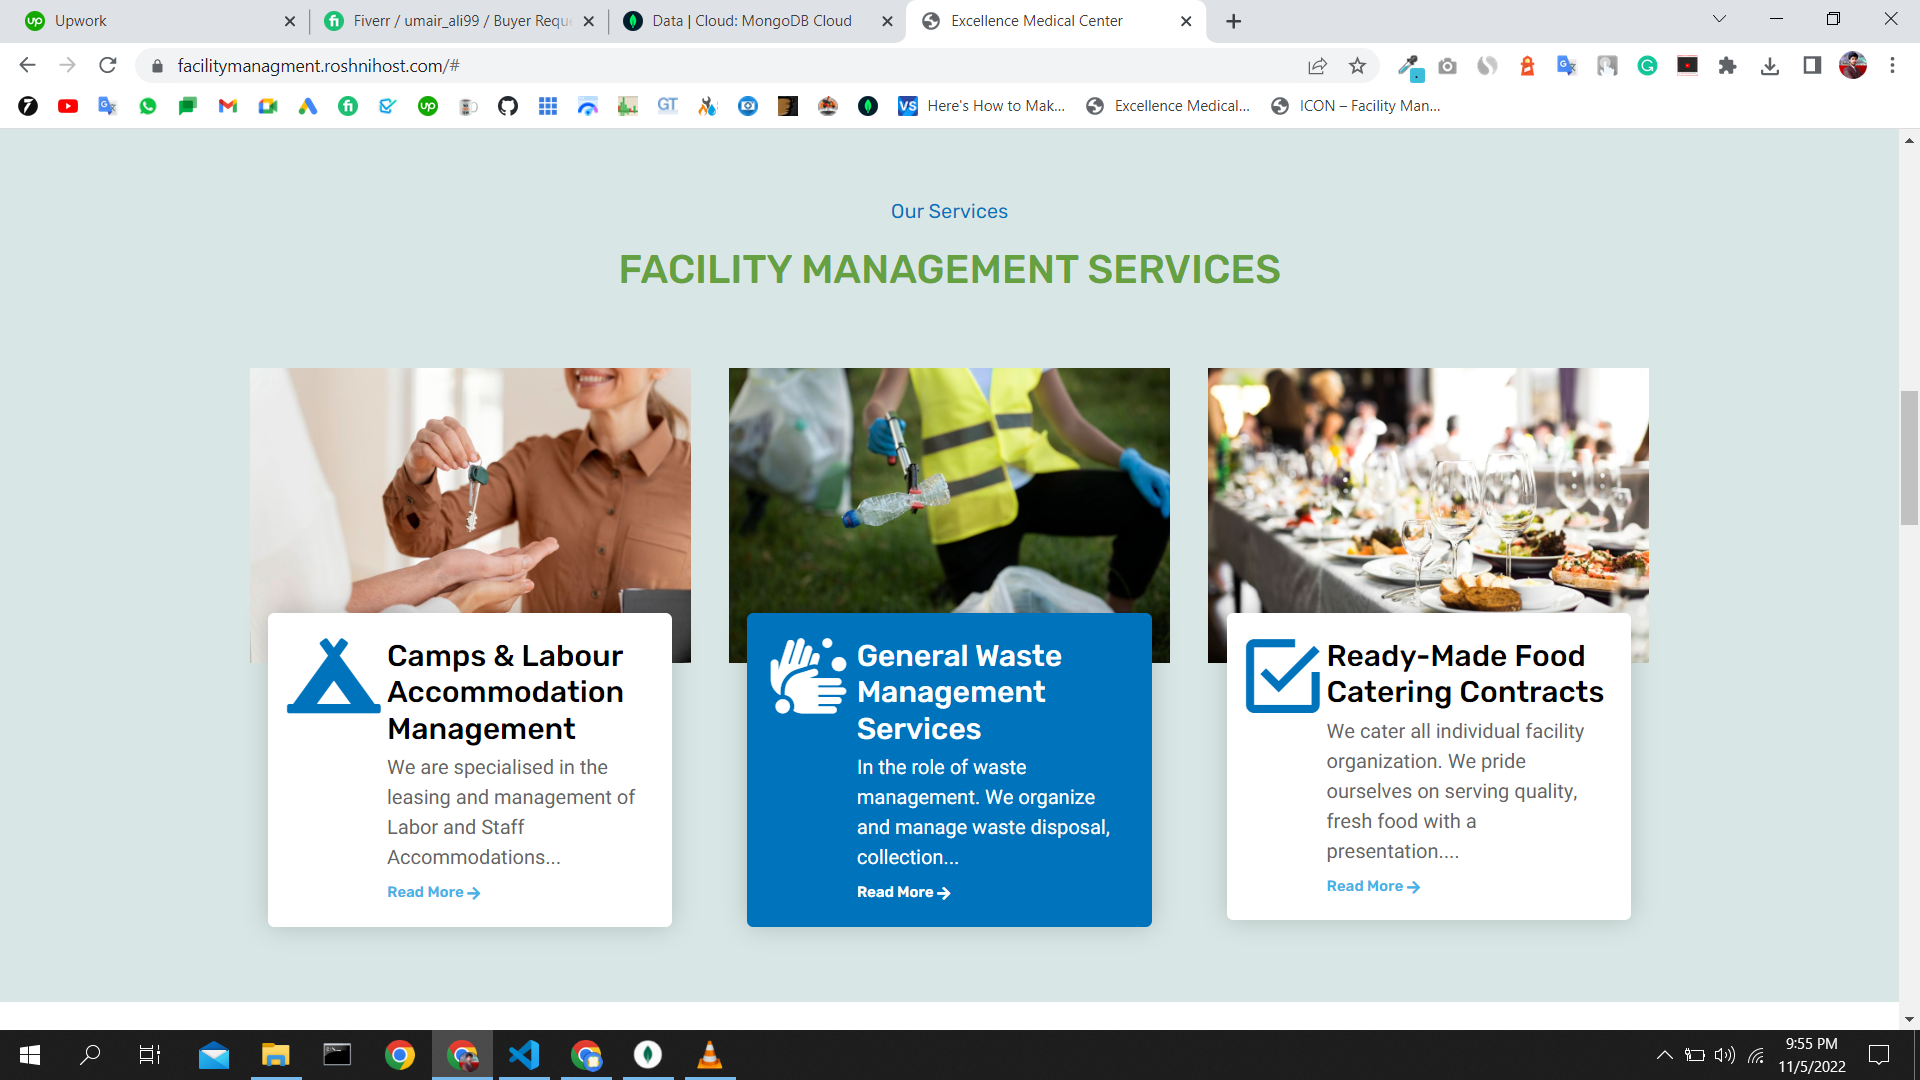 Upwork
Fiverr / umair_ali99 / Buyer Reque
Data | Cloud: MongoDB Cloud
Excellence Medical Center
facilitymanagment.roshnihost.com/#
Here's How to Mak...
Excellence Medical...
ICON – Facility Man...
Our Services
FACILITY MANAGEMENT SERVICES
Camps & Labour
Accommodation
Management
We are specialised in the
leasing and management of
Labor and Staff
Accommodations...
Read More
General Waste
Management
Services
In the role of waste
management. We organize
and manage waste disposal,
collection...
Read More
Ready-Made Food
Catering Contracts
We cater all individual facility
organization. We pride
ourselves on serving quality,
fresh food with a
presentation....
Read More
9:55 PM
11/5/2022